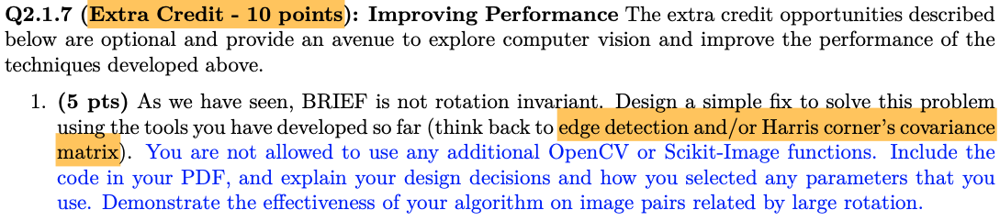 Q2.1.7 (Extra Credit - 10 points): Improving Performance The extra credit opportunities described
below are optional and provide an avenue to explore computer vision and improve the performance of the
techniques developed above.
1. (5 pts) As we have seen, BRIEF is not rotation invariant. Design a simple fix to solve this problem
using the tools you have developed so far (think back to edge detection and/or Harris corner's covariance
matrix). You are not allowed to use any additional OpenCV or Scikit-Image functions. Include the
code in your PDF, and explain your design decisions and how you selected any parameters that you
use. Demonstrate the effectiveness of your algorithm on image pairs related by large rotation.